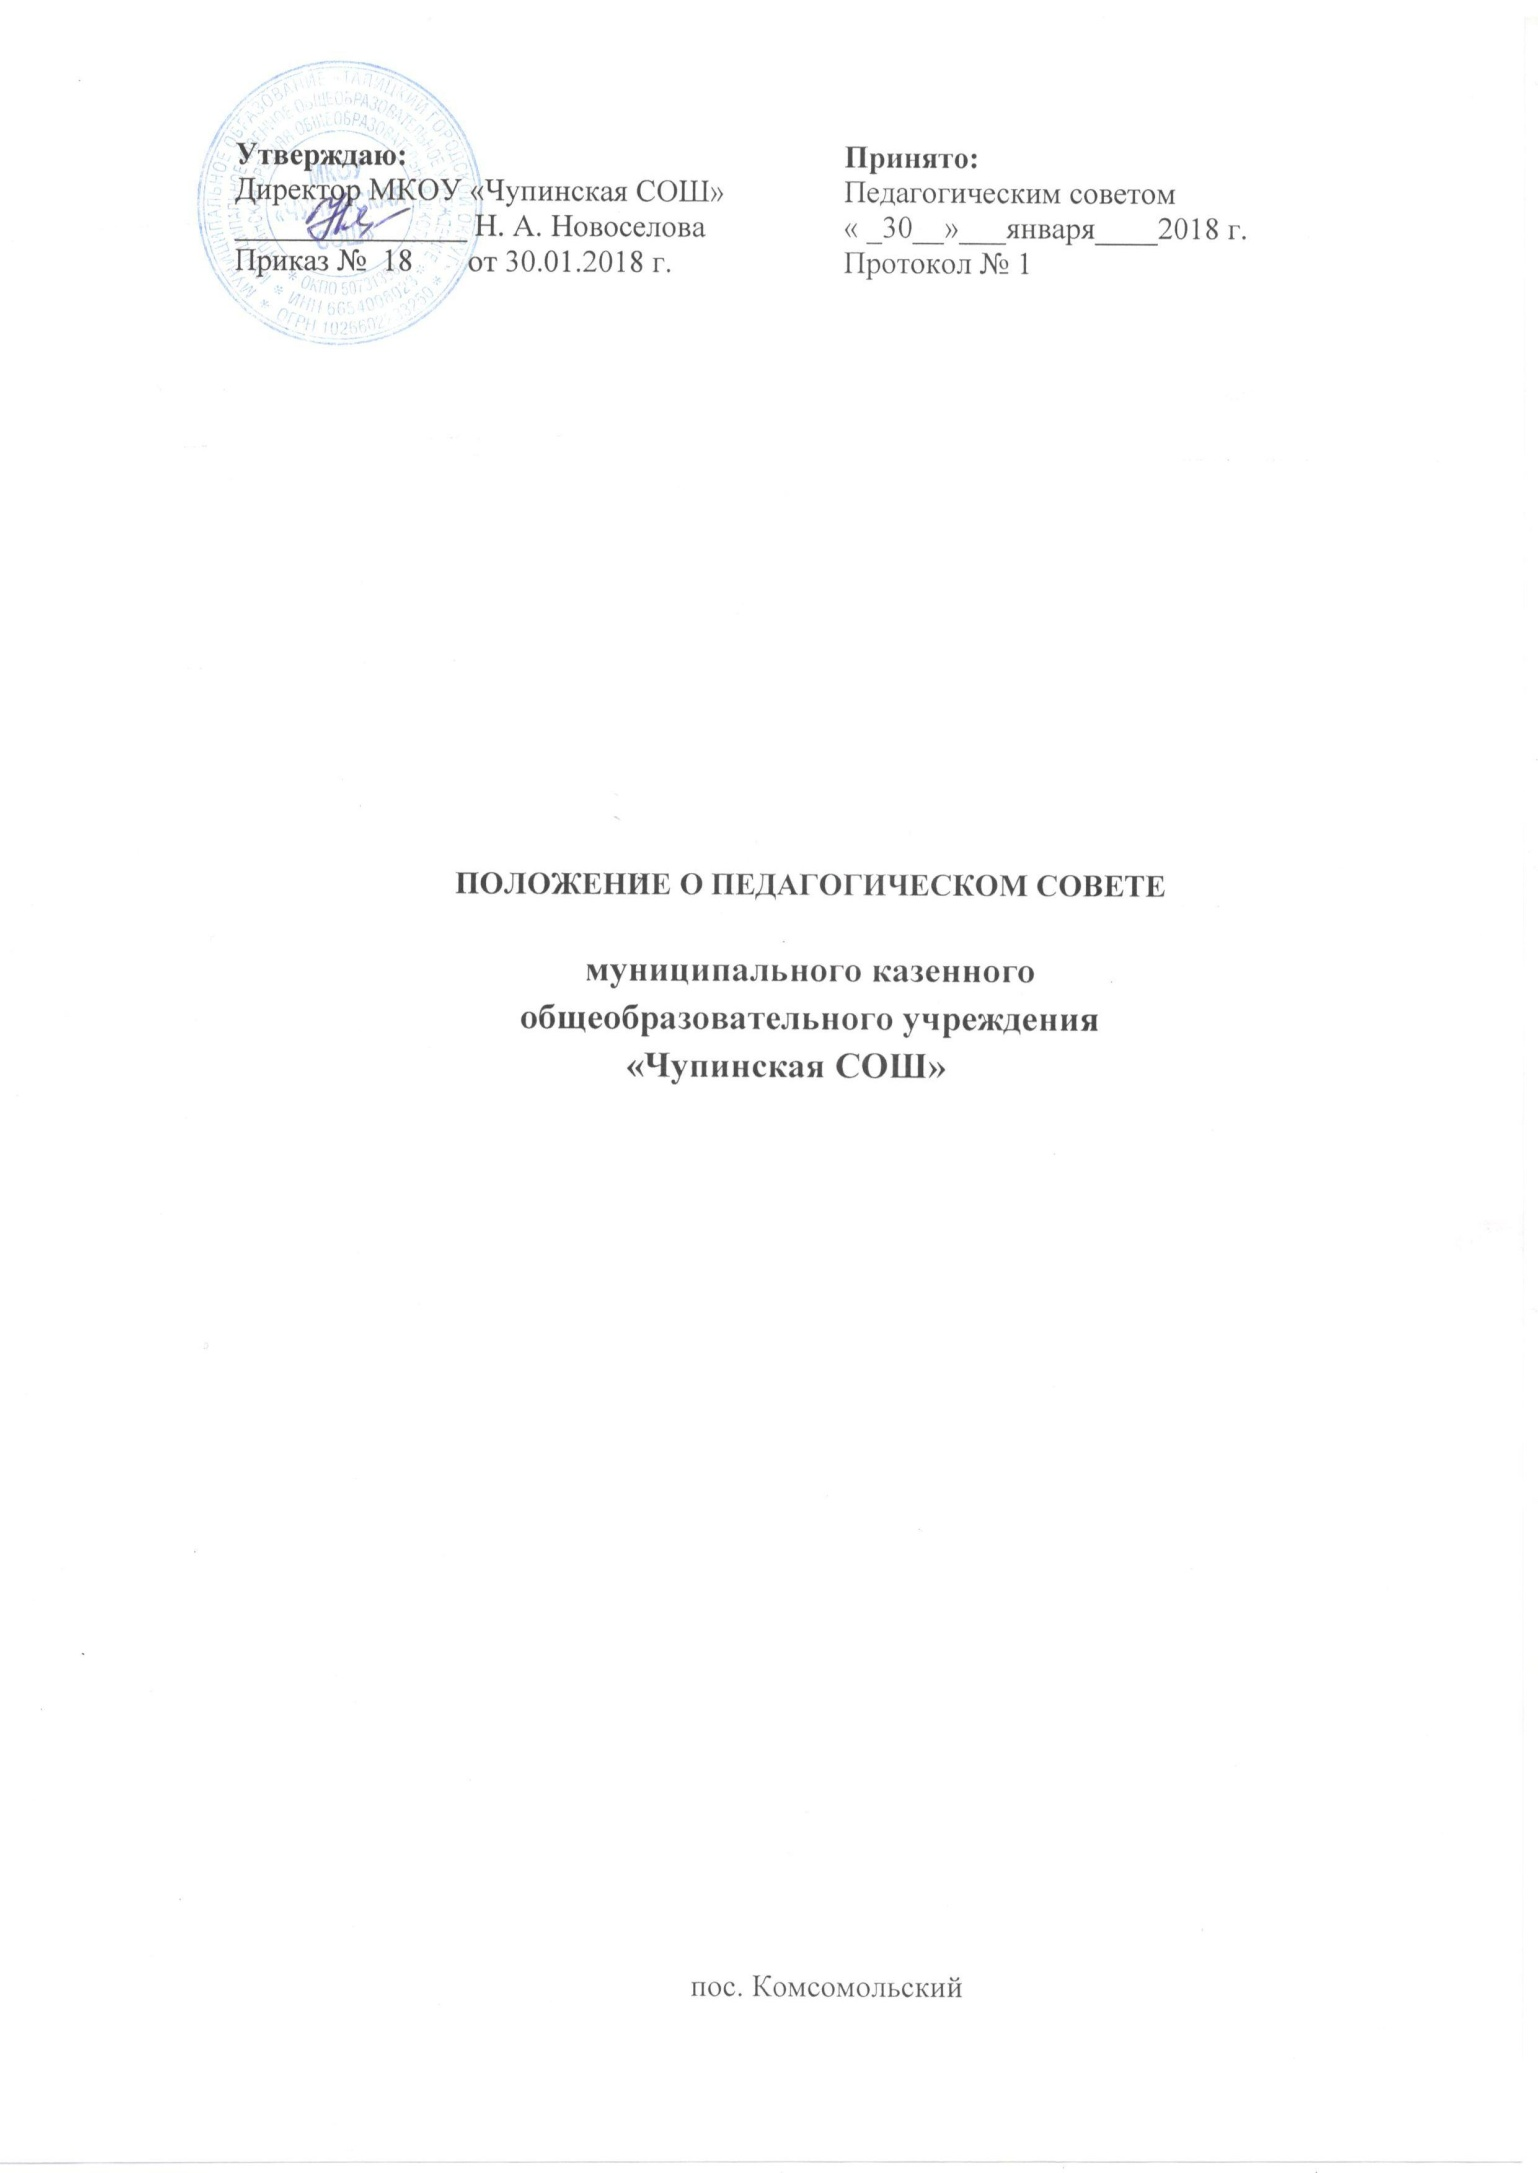 Утверждаю:
Директор МКОУ «Чупинская СОШ»
_______________ Н. А. Новоселова
Приказ № 18 от 30.01.2018 г.
Принято:
Педагогическим советом
« _30__»___января____2018 г.
Протокол № 1
ПОЛОЖЕНИЕ О ПЕДАГОГИЧЕСКОМ СОВЕТЕ
муниципального казенного
общеобразовательного учреждения
«Чупинская СОШ»
пос. Комсомольский